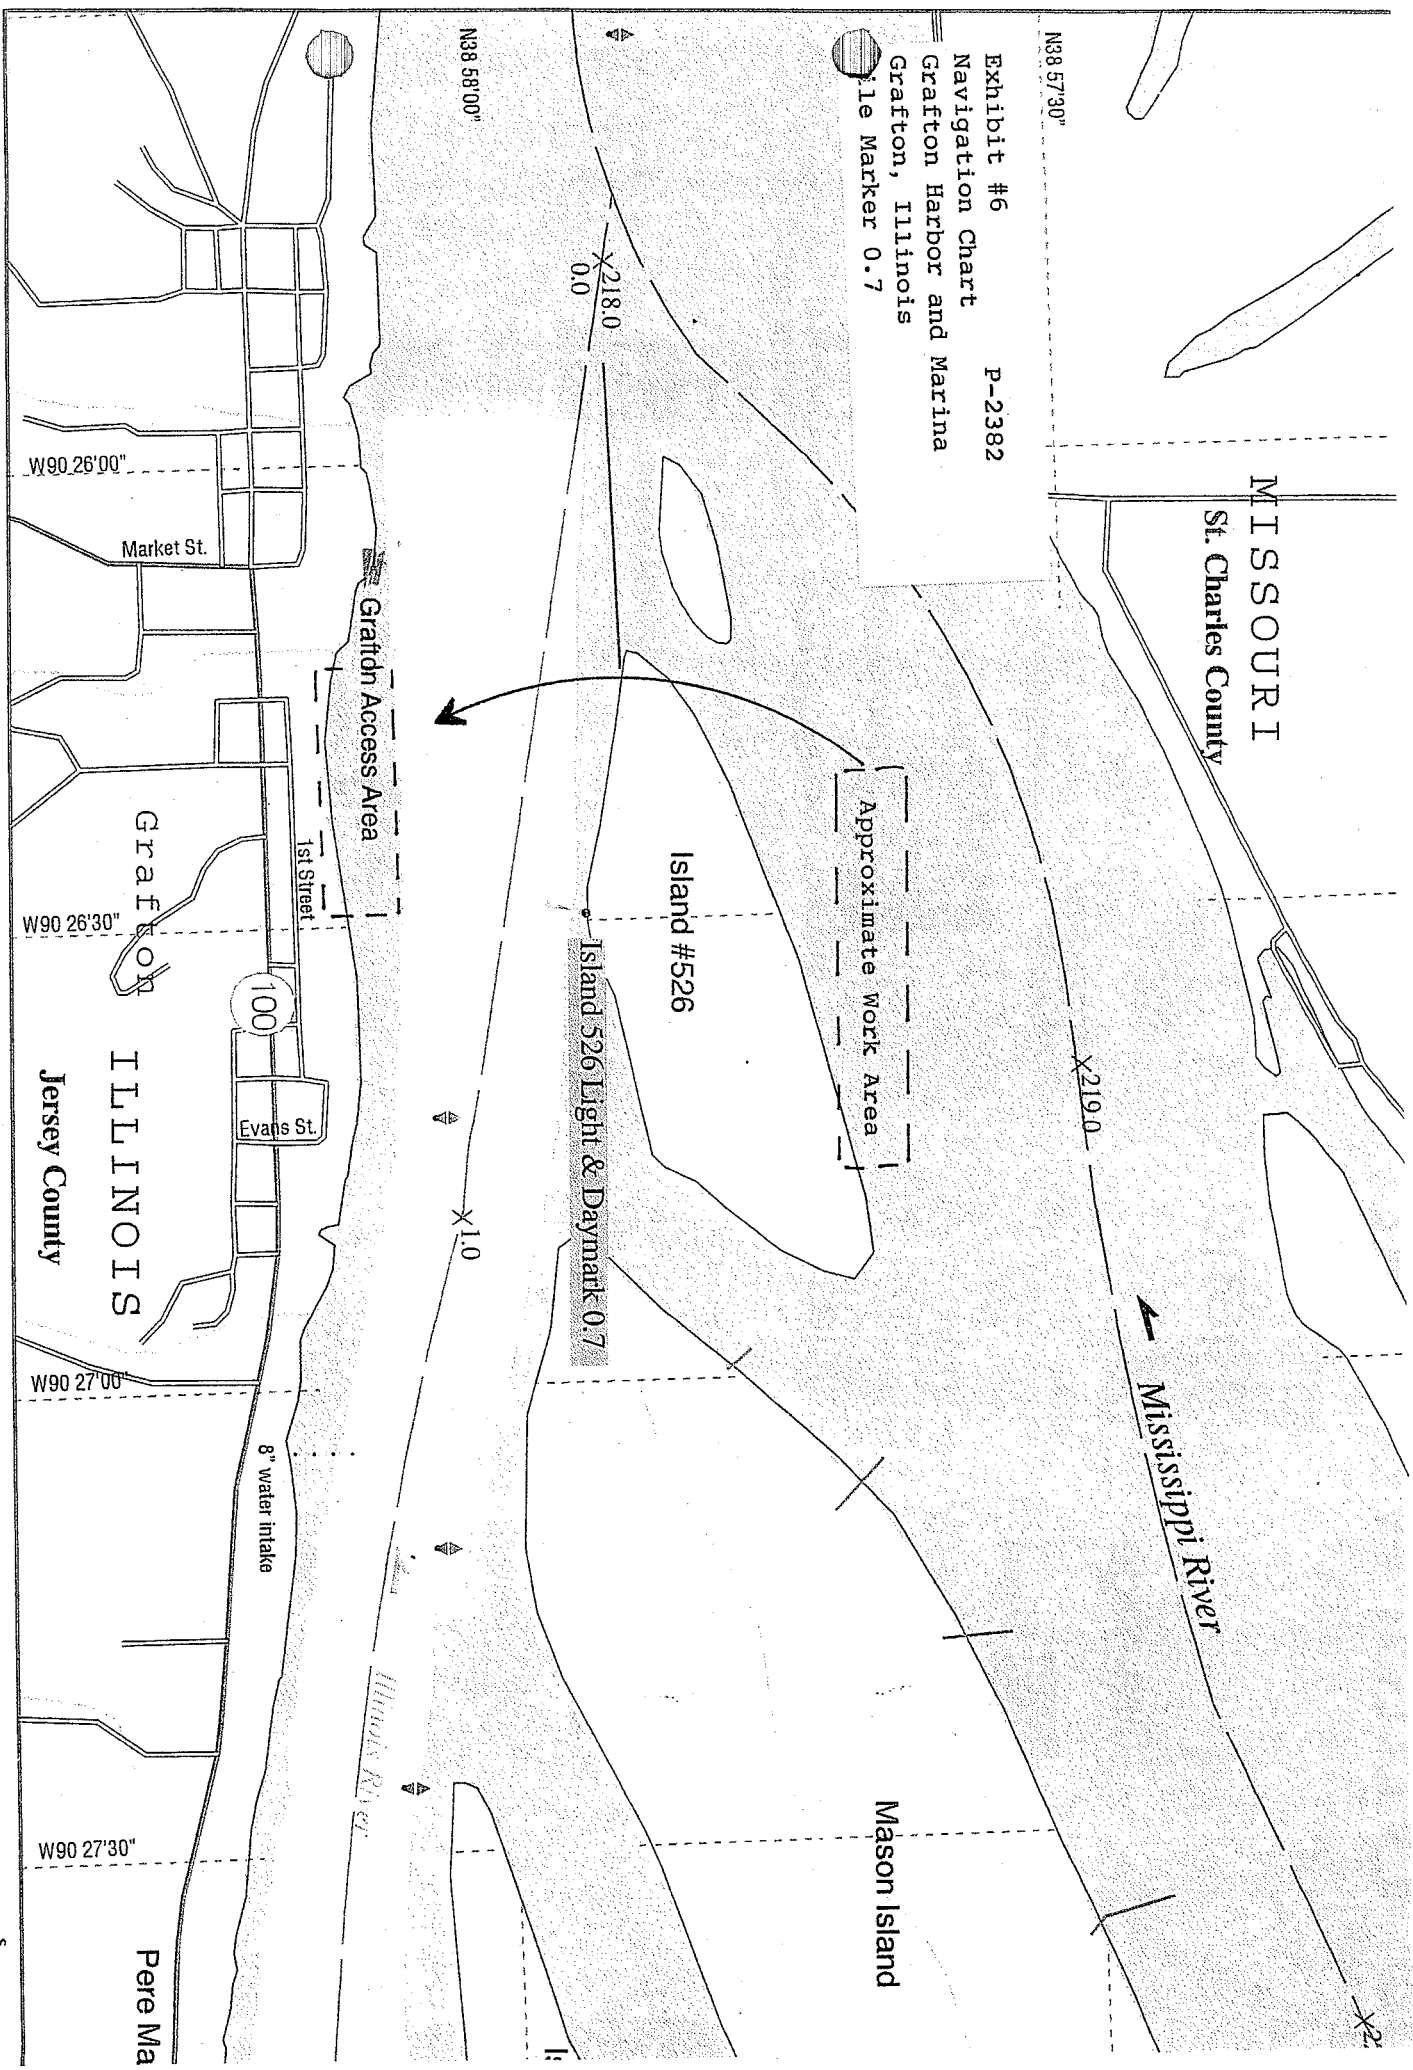 Exhibit #6 P-2382
Navigation Chart
Grafton Harbor and Marina
Grafton, Illinois
ile Marker 0.7
N38 57'30"
N38 58'00"
MISSOURI
St. Charles County
218.0
0.0
219.0
Mississippi River
Approximate Work Area
Island #526
Island 526 Light & Daymark 0.7
Mason Island
1.0
Illinois River
Grafton Access Area
W90 26'00"
Market St.
1st Street
W90 26'30"
Grafton
100
ILLINOIS
Jersey County
Evans St.
W90 27'00"
8" water intake
W90 27'30"
Pere Ma